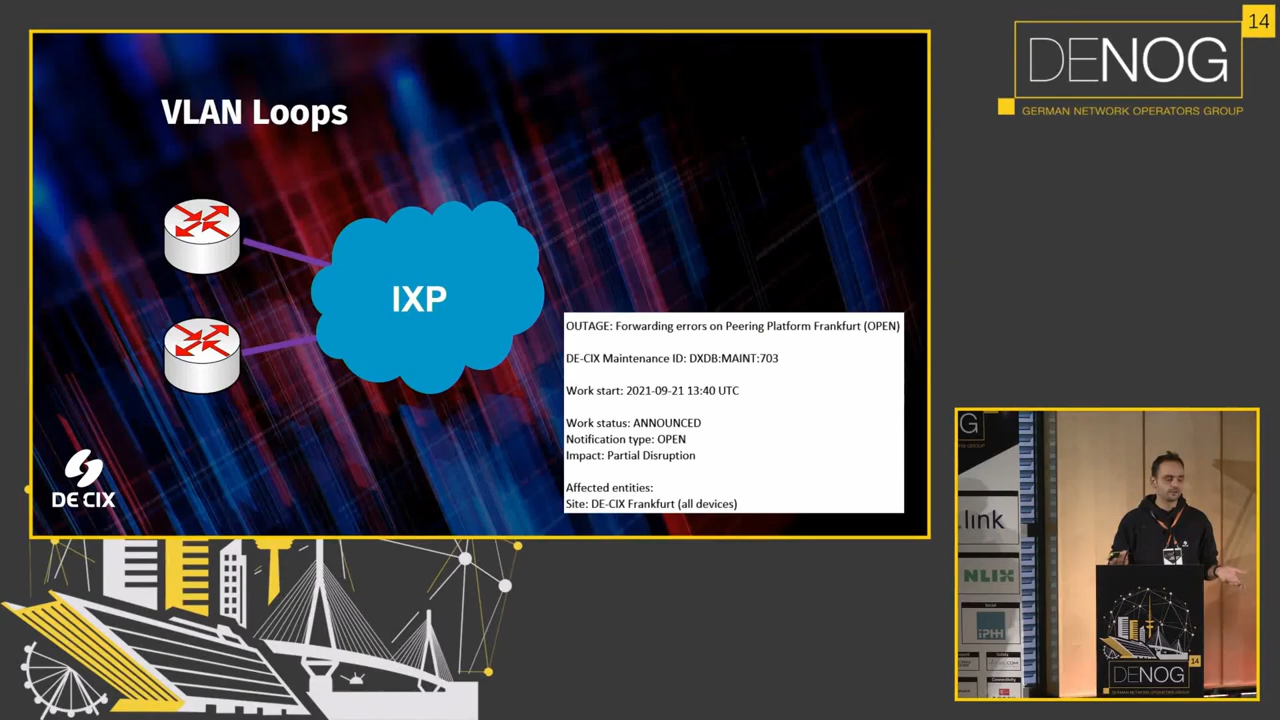 14
DENOG
GERMAN NETWORK OPERATORS GROUP
VLAN Loops
IXP
OUTAGE: Forwarding errors on Peering Platform Frankfurt (OPEN)
DE-CIX Maintenance ID: DXDB:MAINT:703
Work start: 2021-09-21 13:40 UTC
Work status: ANNOUNCED
Notification type: OPEN
Impact: Partial Disruption
Affected entities:
Site: DE-CIX Frankfurt (all devices)
DE CIX
G
link
NLIX
iPHH
14
DENOG